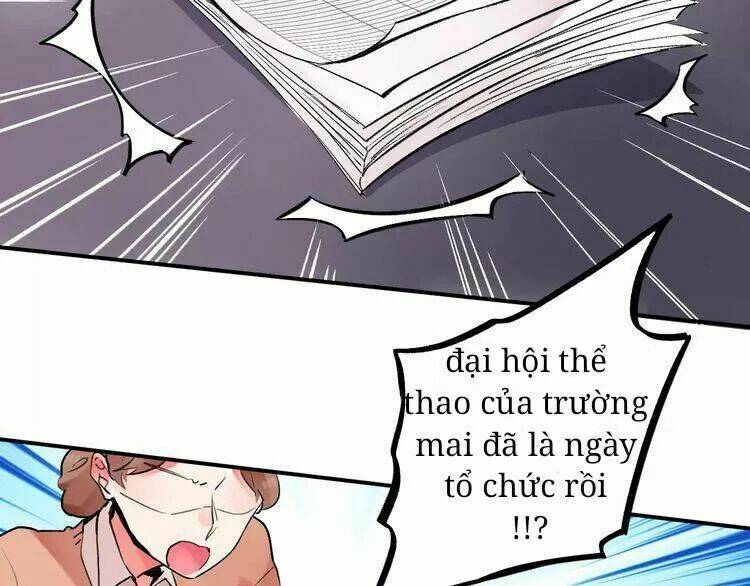 đại hội thể
thao của trường
mai đã là ngày
tổ chức rồi
!!?